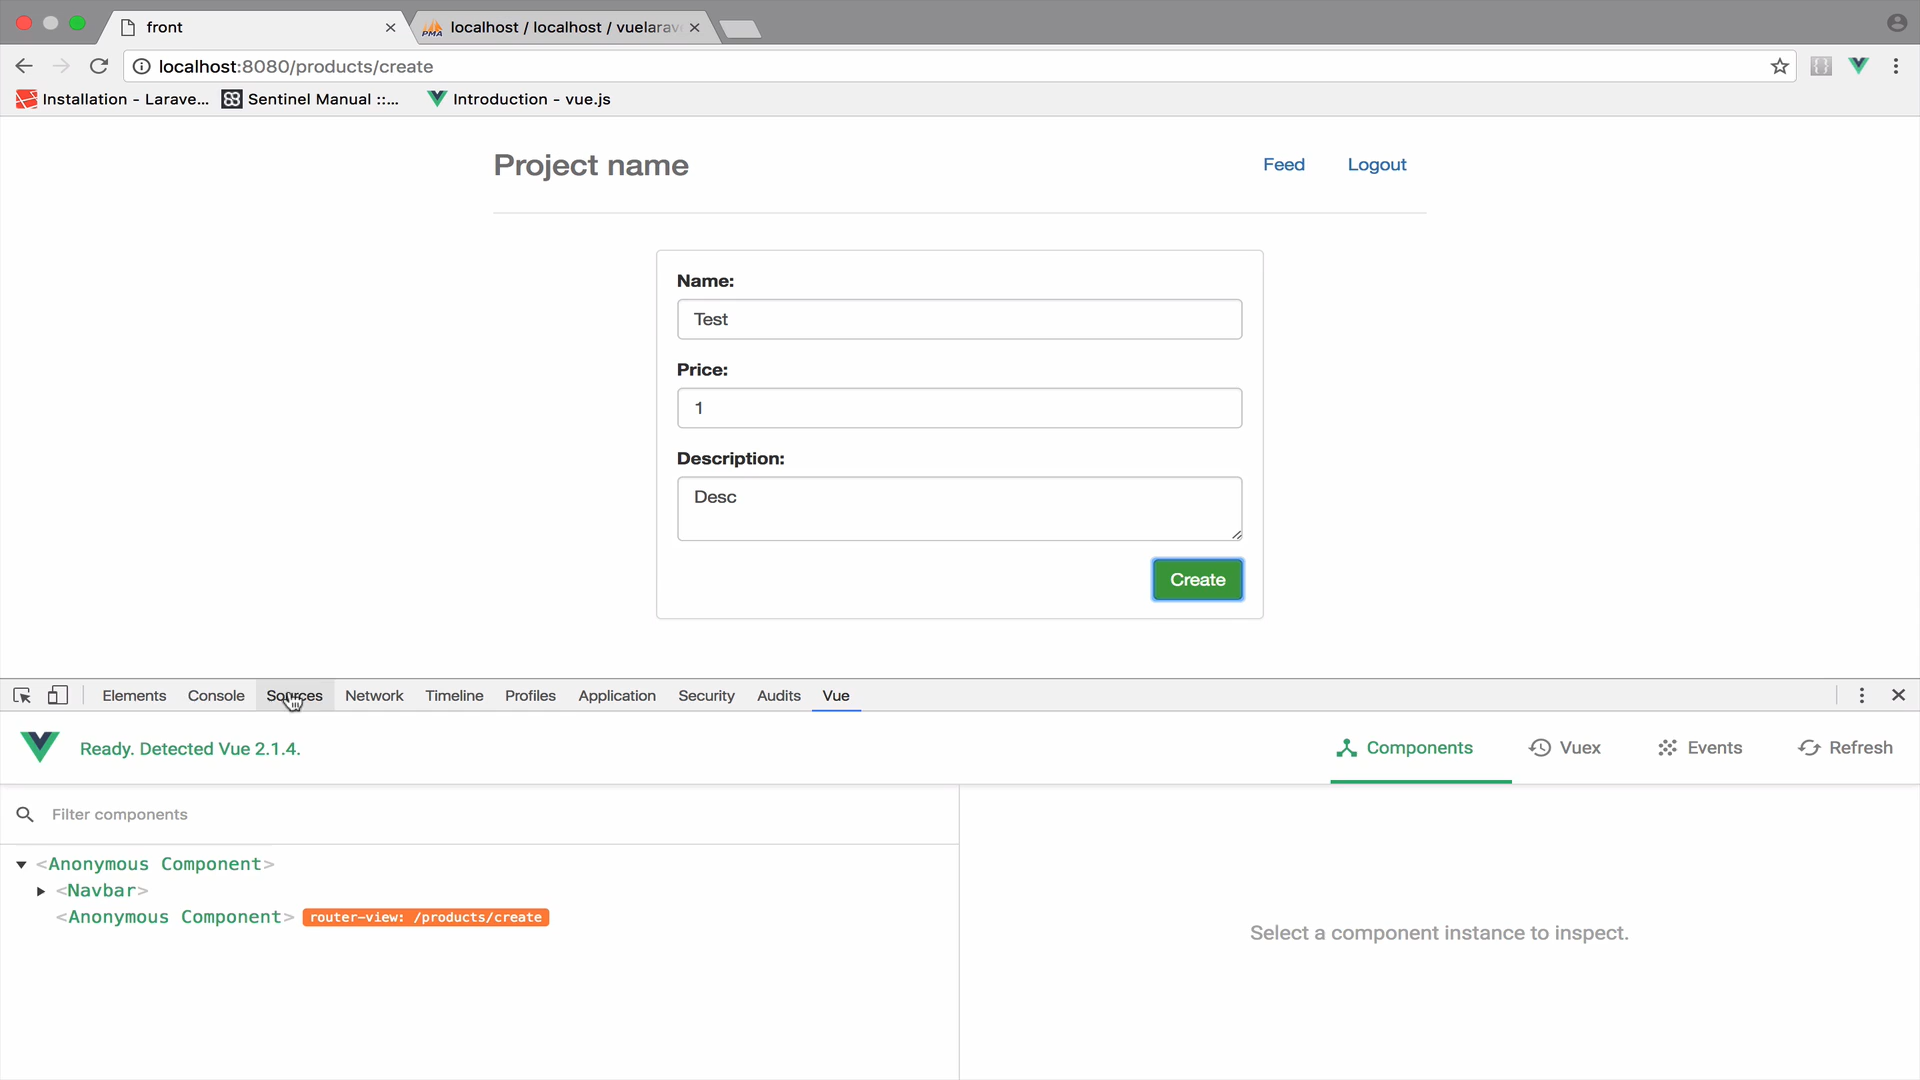 front
PMA localhost / localhost / vuelarav
localhost:8080/products/create
Installation - Larave... Sentinel Manual ::... Introduction - vue.js
Project name Feed Logout
Name:
Test
Price:
1
Description:
Desc
Create
Elements Console Sources Network Timeline Profiles Application Security Audits Vue
Ready. Detected Vue 2.1.4. Components Vuex Events Refresh
Filter components
<Anonymous Component>
<Navbar>
<Anonymous Component> router-view: /products/create
Select a component instance to inspect.